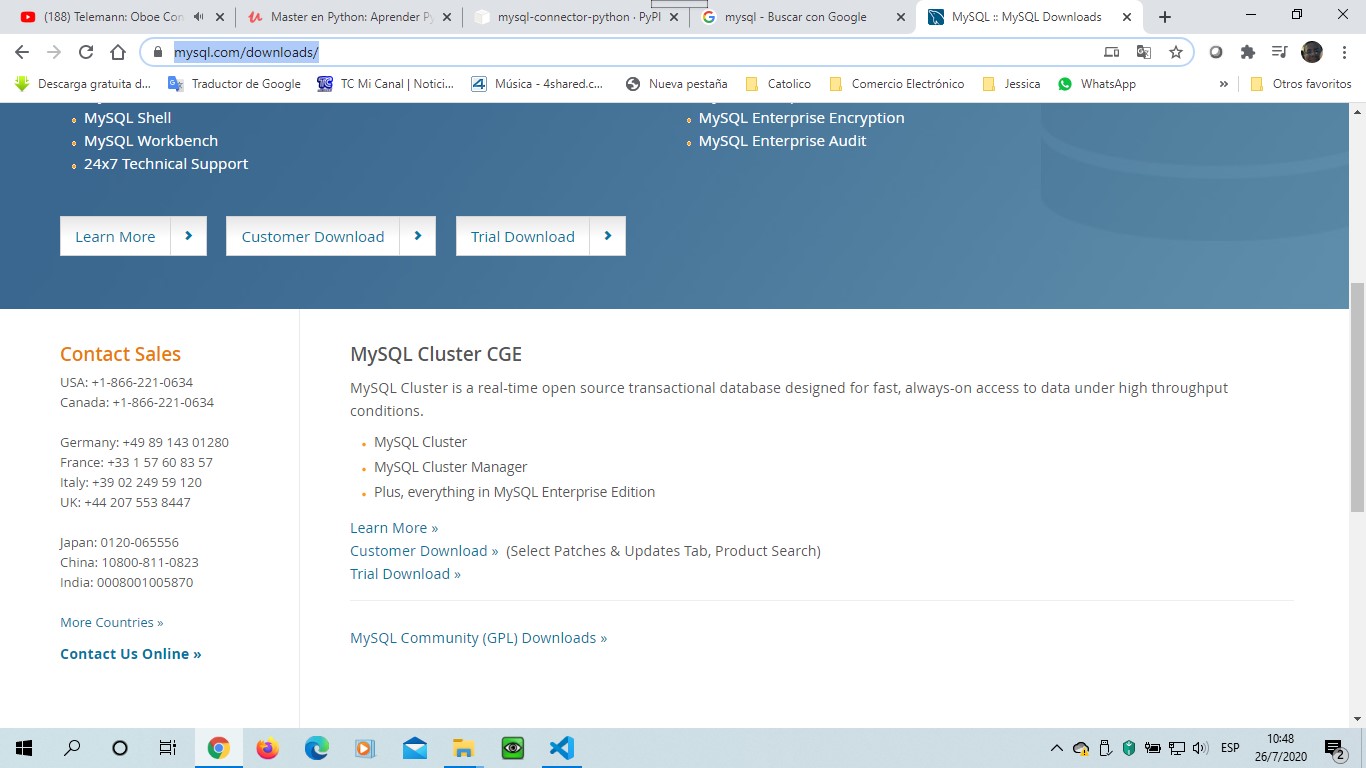 (188) Telemann: Oboe Con
Master en Python: Aprender Py
mysql-connector-python · PyPI
mysql - Buscar con Google
MySQL :: MySQL Downloads
mysql.com/downloads/
Descarga gratuita d...
Traductor de Google
TC Mi Canal | Notici...
Música - 4shared.c...
Nueva pestaña
Católico
Comercio Electrónico
Jessica
WhatsApp
»
Otros favoritos
MySQL Shell
MySQL Workbench
24x7 Technical Support
MySQL Enterprise Encryption
MySQL Enterprise Audit
Learn More
Customer Download
Trial Download
Contact Sales
USA: +1-866-221-0634
Canada: +1-866-221-0634
Germany: +49 89 143 01280
France: +33 1 57 60 83 57
Italy: +39 02 249 59 120
UK: +44 207 553 8447
Japan: 0120-065556
China: 10800-811-0823
India: 0008001005870
More Countries »
Contact Us Online »
MySQL Cluster CGE
MySQL Cluster is a real-time open source transactional database designed for fast, always-on access to data under high throughput
conditions.
MySQL Cluster
MySQL Cluster Manager
Plus, everything in MySQL Enterprise Edition
Learn More »
Customer Download » (Select Patches & Updates Tab, Product Search)
Trial Download »
MySQL Community (GPL) Downloads »
ESP
10:48
26/7/2020
2